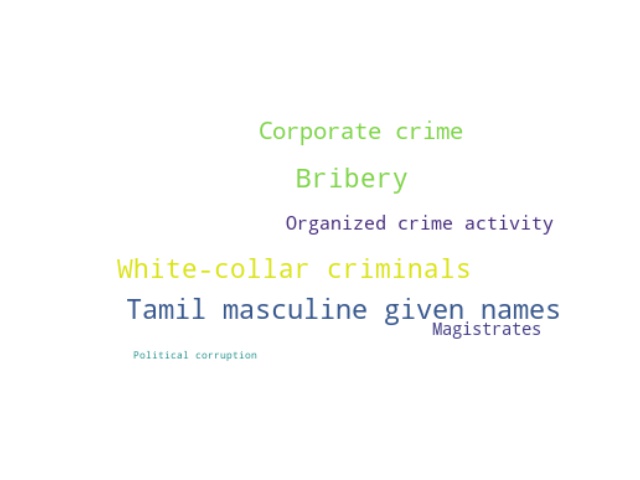 Corporate crime
Bribery
Organized crime activity
White-collar criminals
Tamil masculine given names
Magistrates
Political corruption